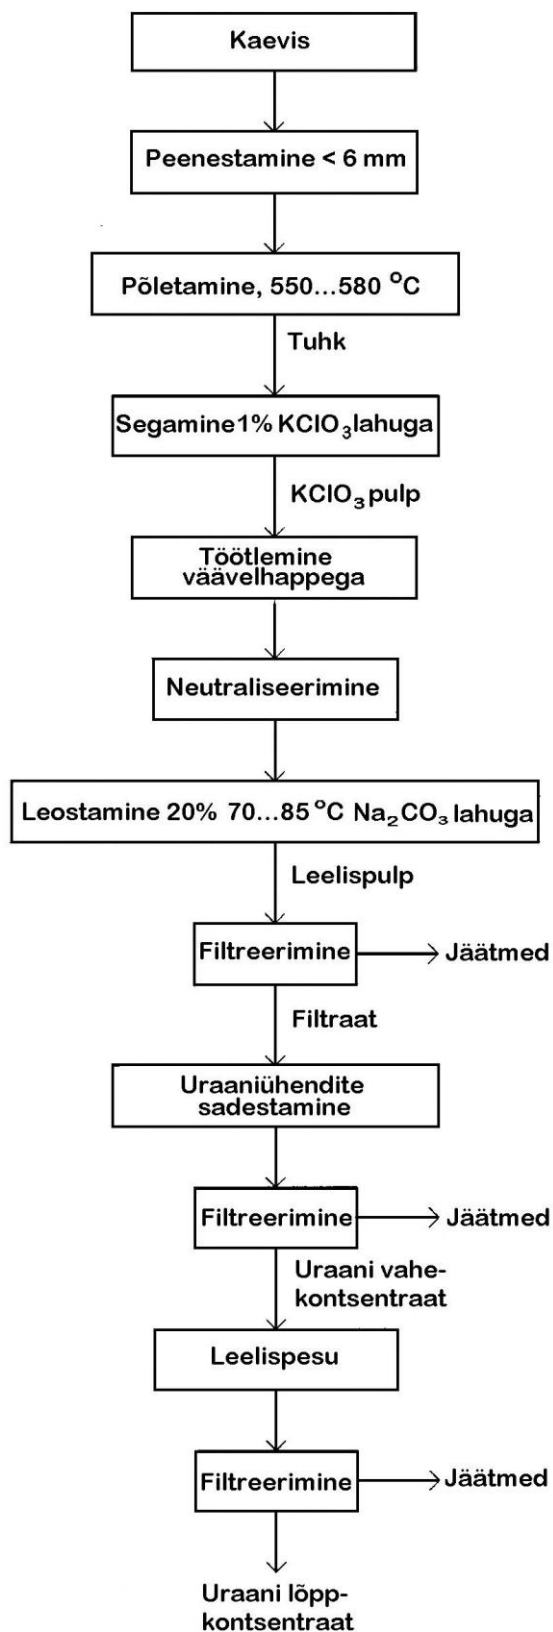 Kaevis
Peenestamine < 6 mm
Põletamine, 550...580 °C
Tuhk
Segamine 1% KClO₃ lahuga
KClO₃ pulp
Töötlemine
väävelhappega
Neutraliseerimine
Leostamine 20% 70...85 °C Na₂CO₃ lahuga
Leelispulp
Filtreerimine
Jäätmed
Filtraat
Uraaniühendite
sadestamine
Filtreerimine
Jäätmed
Uraani vahe-
kontsentraat
Leelispesu
Filtreerimine
Jäätmed
Uraani lõpp-
kontsentraat